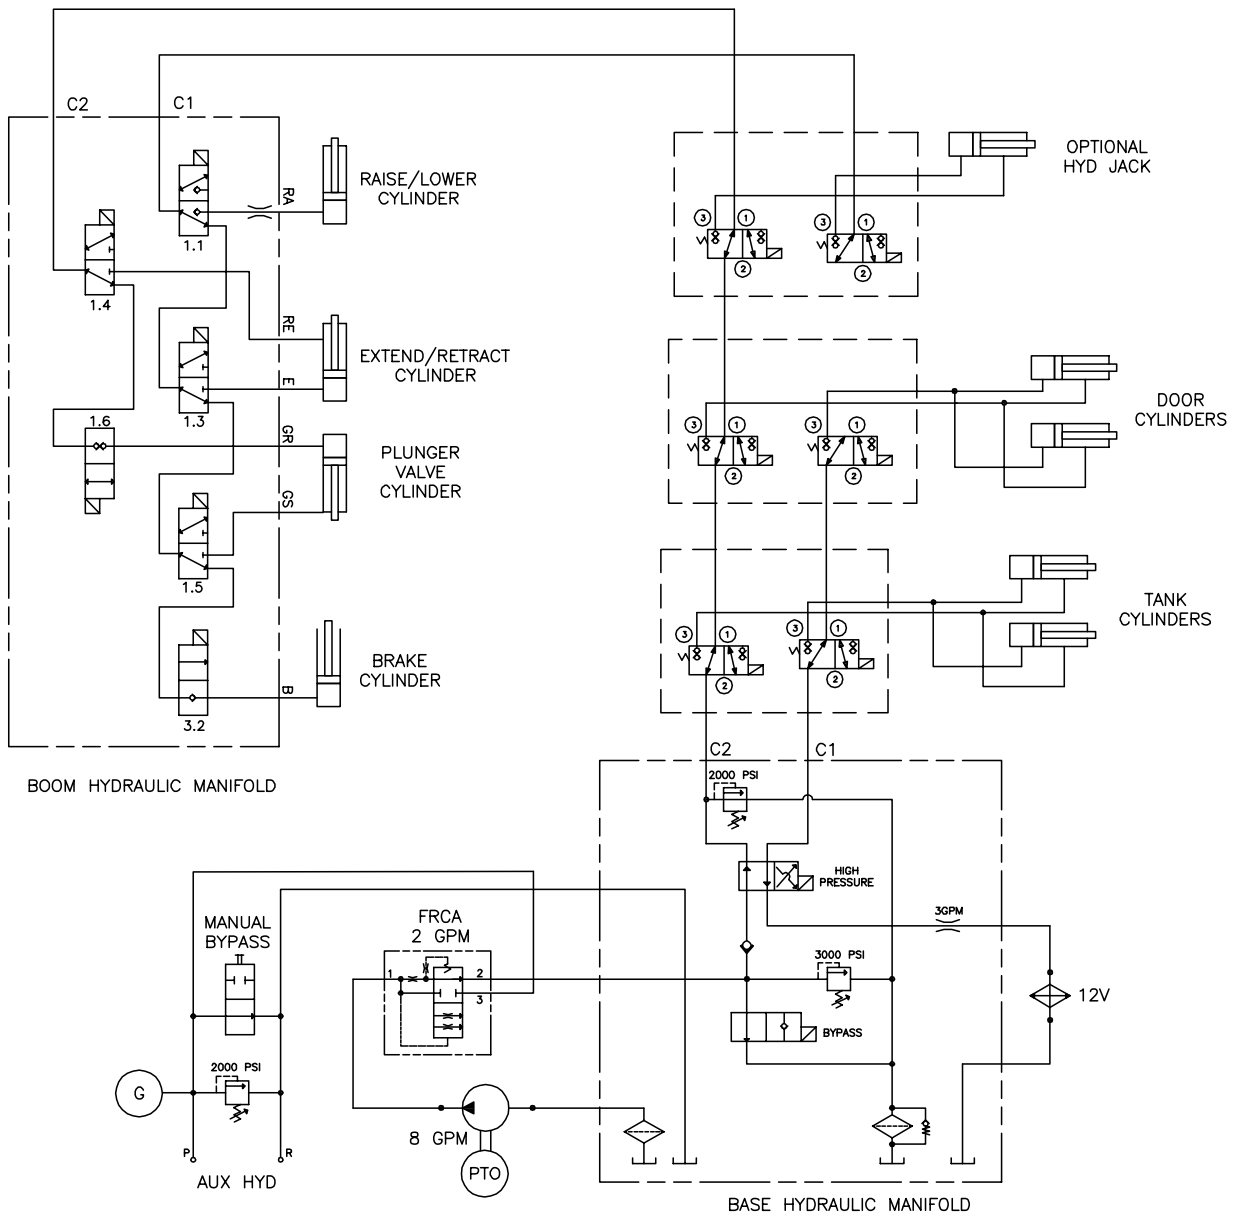 C2
C1
RA
RAISE/LOWER
CYLINDER
1.1
1.4
RE
EXTEND/RETRACT
CYLINDER
E
1.3
1.6
GR
PLUNGER
VALVE
CYLINDER
GS
1.5
BRAKE
CYLINDER
B
3.2
BOOM HYDRAULIC MANIFOLD
OPTIONAL
HYD JACK
3
1
3
1
2
2
DOOR
CYLINDERS
3
1
3
1
2
2
TANK
CYLINDERS
3
1
3
1
2
2
C2
C1
2000 PSI
HIGH
PRESSURE
3GPM
3000 PSI
12V
BYPASS
MANUAL
BYPASS
FRCA
2 GPM
1
2
3
2000 PSI
G
8 GPM
PTO
P
R
AUX HYD
BASE HYDRAULIC MANIFOLD